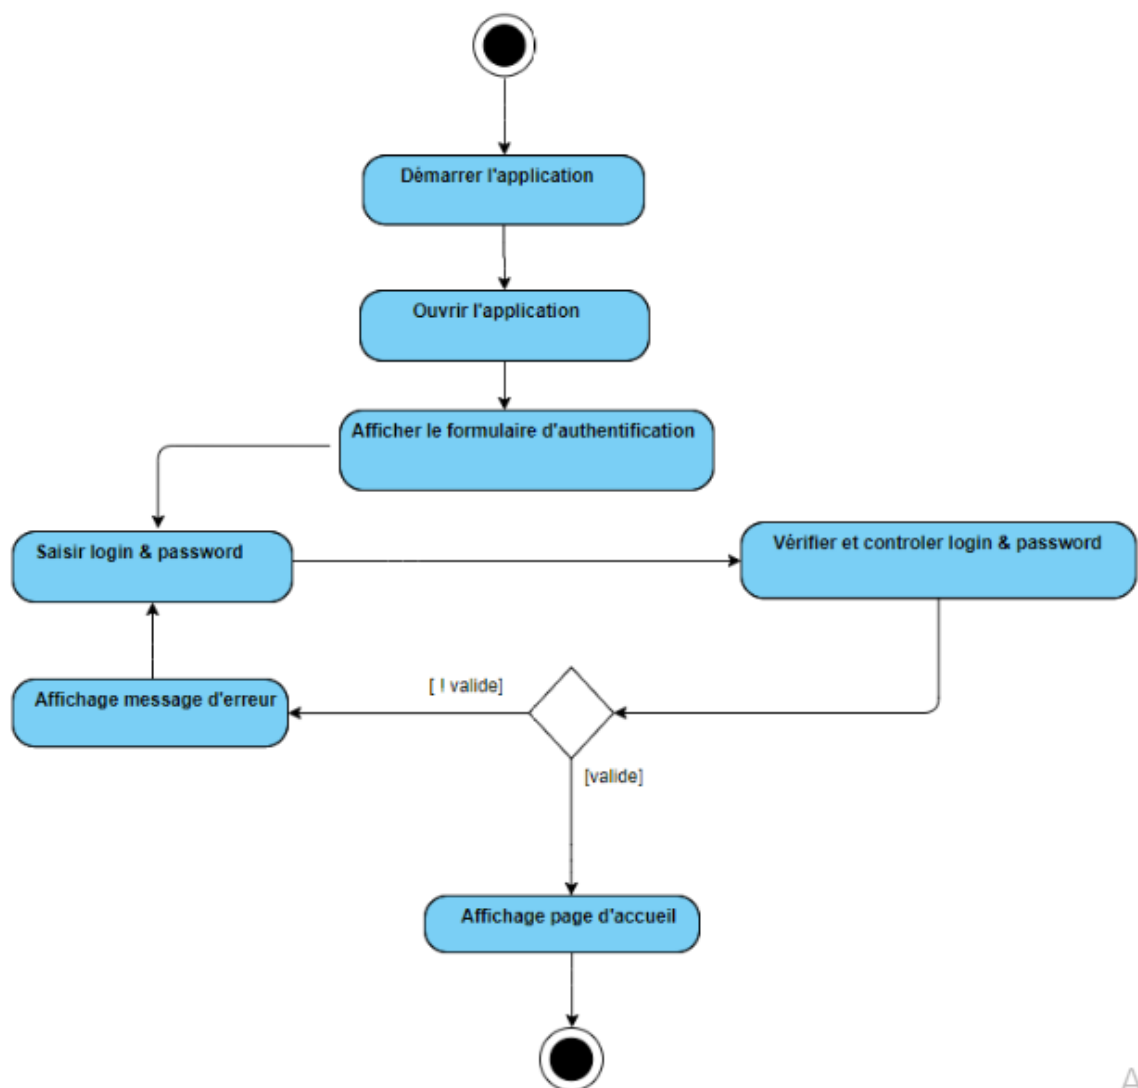 Démarrer l'application
Ouvrir l'application
Afficher le formulaire d'authentification
Saisir login & password
Vérifier et controler login & password
[ ! valide]
Affichage message d'erreur
[valide]
Affichage page d'accueil
A